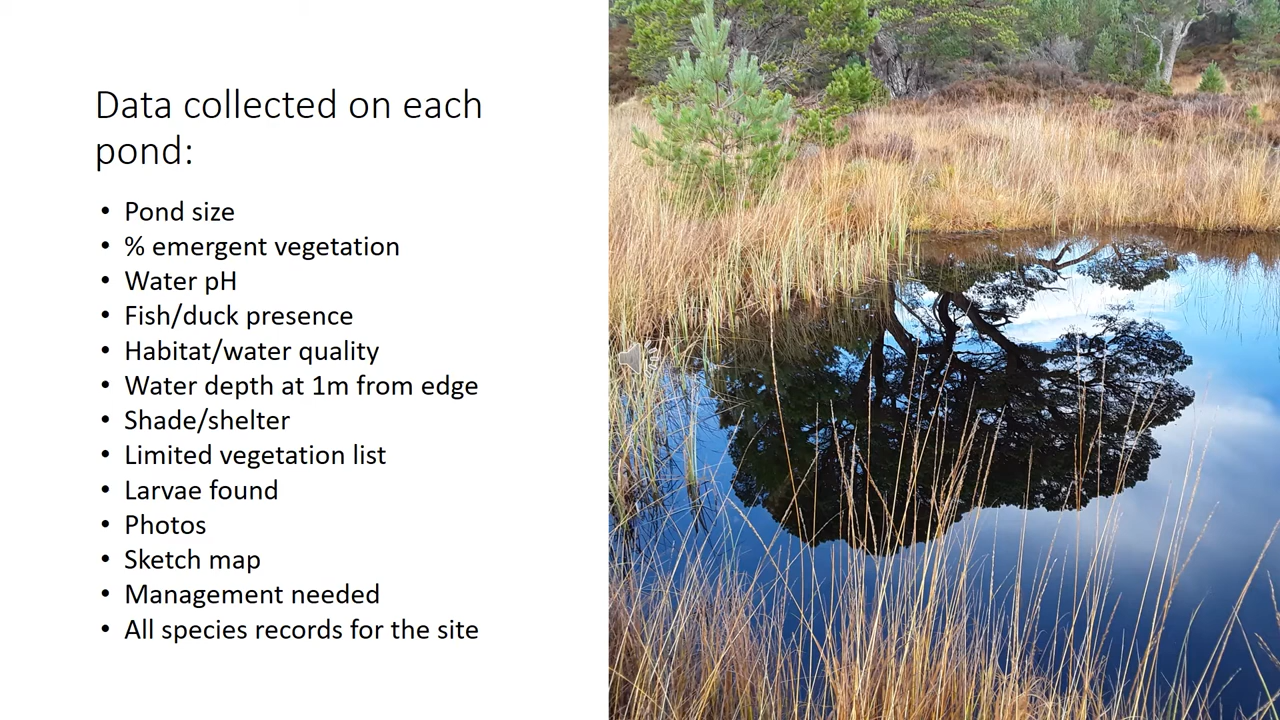 Data collected on each
pond:
• Pond size
• % emergent vegetation
• Water pH
• Fish/duck presence
• Habitat/water quality
• Water depth at 1m from edge
• Shade/shelter
• Limited vegetation list
• Larvae found
• Photos
• Sketch map
• Management needed
• All species records for the site